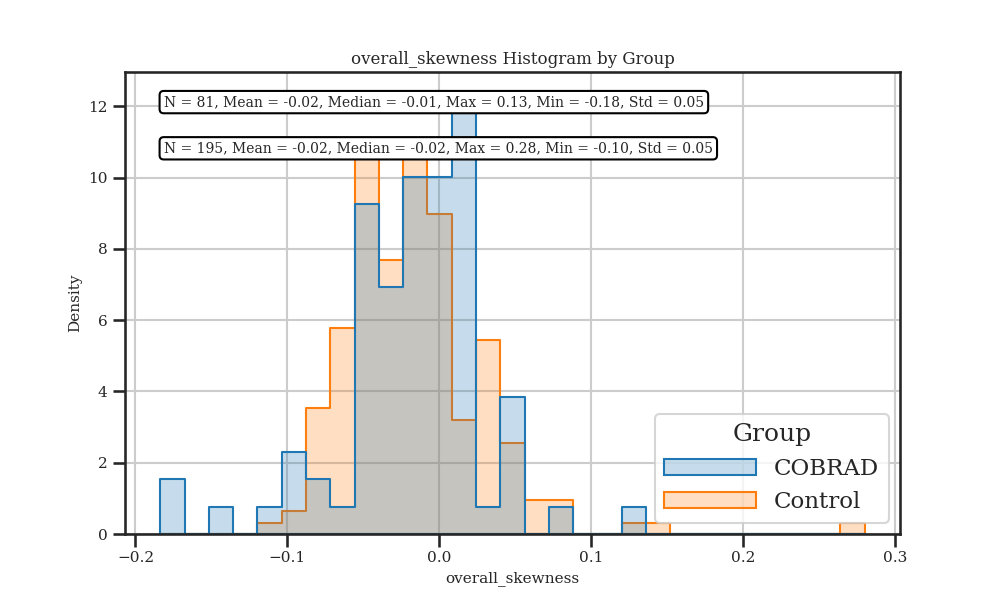 overall_skewness Histogram by Group
N = 81, Mean = -0.02, Median = -0.01, Max = 0.13, Min = -0.18, Std = 0.05
N = 195, Mean = -0.02, Median = -0.02, Max = 0.28, Min = -0.10, Std = 0.05
12
10
8
6
4
2
0
Density
Group
COBRAD
Control
−0.2
−0.1
0.0
0.1
0.2
0.3
overall_skewness